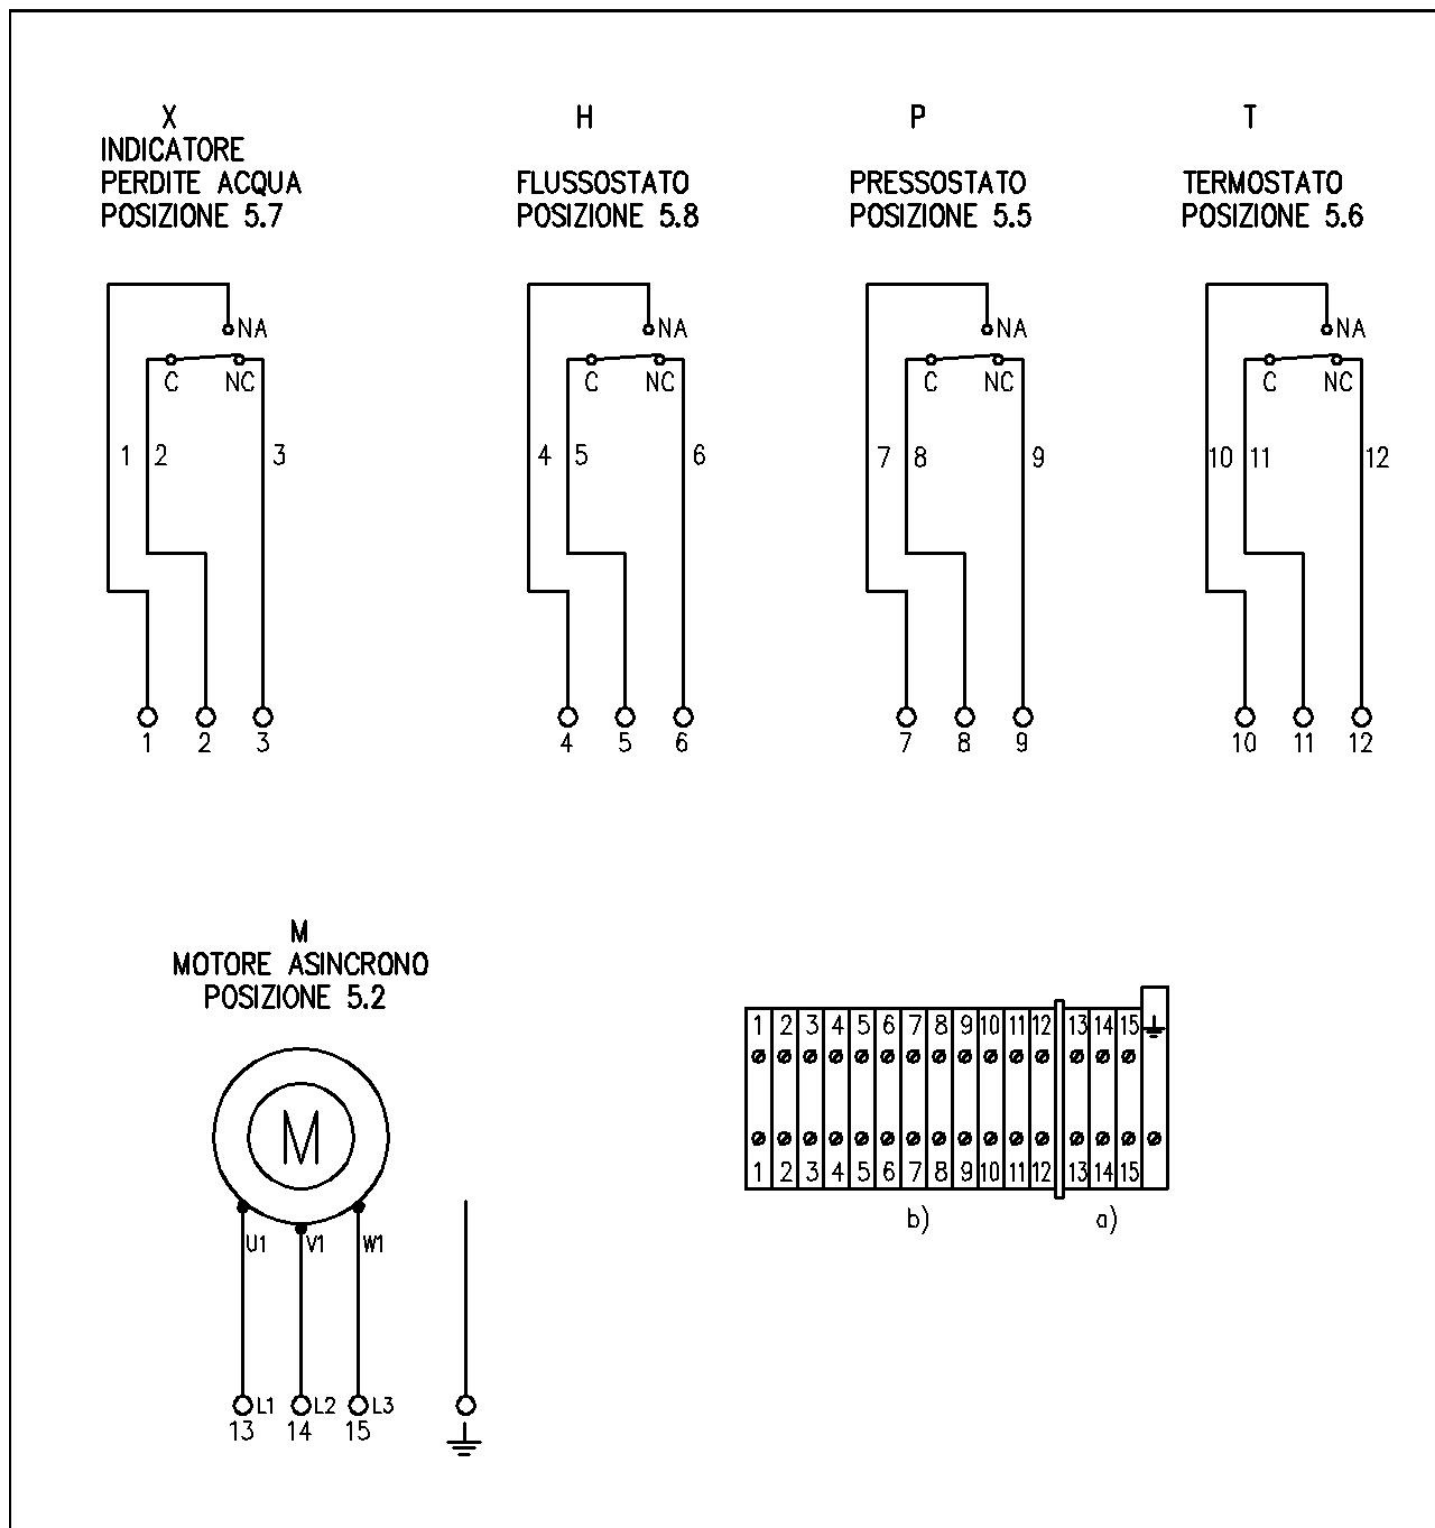 X
INDICATORE
PERDITE ACQUA
POSIZIONE 5.7
H
FLUSSOSTATO
POSIZIONE 5.8
P
PRESSOSTATO
POSIZIONE 5.5
T
TERMOSTATO
POSIZIONE 5.6
NA
C NC
1 2 3
1 2 3
NA
C NC
4 5 6
4 5 6
NA
C NC
7 8 9
7 8 9
NA
C NC
10 11 12
10 11 12
M
MOTORE ASINCRONO
POSIZIONE 5.2
M
U1 V1 W1
L1 L2 L3
13 14 15
1 2 3 4 5 6 7 8 9 10 11 12 13 14 15
1 2 3 4 5 6 7 8 9 10 11 12 13 14 15
b) a)